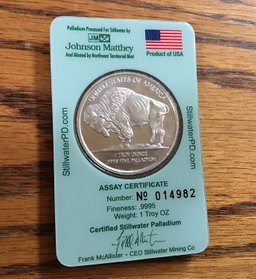 Palladium Processed For Stillwater by
JM
Johnson Matthey
And Minted by Northwest Territorial Mint
Product of USA
StillwaterPD.com
StillwaterPD.com
UNITED STATES OF AMERICA
1 TROY OUNCE
.9995 FINE PALLADIUM
ASSAY CERTIFICATE
Number: No 014982
Fineness: .9995
Weight: 1 Troy OZ
Certified Stillwater Palladium
Frank McAllister • CEO Stillwater Mining Co